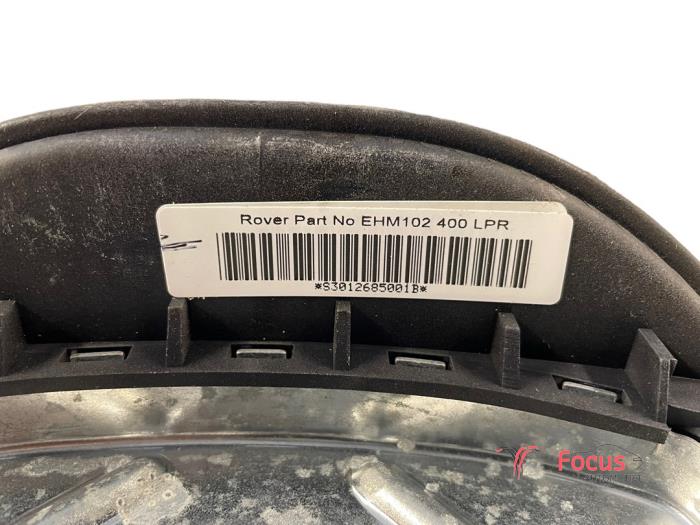 Rover Part No EHM102 400 LPR
*S3012685001B*
Focus